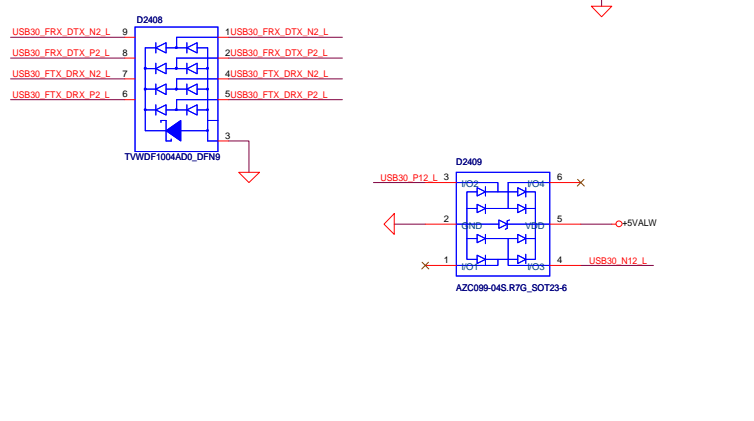 D2408
USB30_FRX_DTX_N2_L 9 1 USB30_FRX_DTX_N2_L
USB30_FRX_DTX_P2_L 8 2 USB30_FRX_DTX_P2_L
USB30_FTX_DRX_N2_L 7 4 USB30_FTX_DRX_N2_L
USB30_FTX_DRX_P2_L 6 5 USB30_FTX_DRX_P2_L
3
TVWDF1004AD0_DFN9
D2409
USB30_P12_L 3 I/O2 I/O4 6
2 GND VDD 5 +5VALW
1 I/O1 I/O3 4 USB30_N12_L
AZC099-04S.R7G_SOT23-6